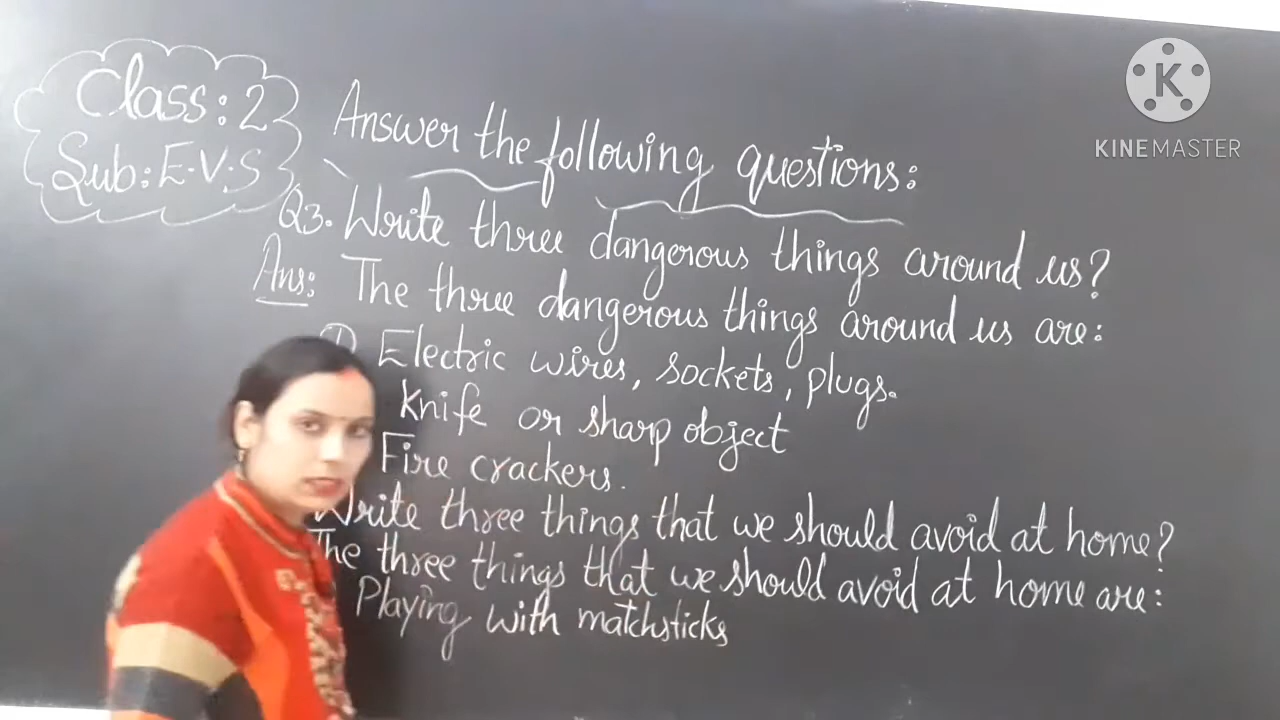 Class: 2
Sub: E.V.S
Answer the following questions:
Q3. Write three dangerous things around us?
Ans: The three dangerous things around us are:
① Electric wires, sockets, plugs.
Knife or sharp object
Fire crackers.
Write three things that we should avoid at home?
The three things that we should avoid at home are:
Playing with matchsticks
K
KINEMASTER